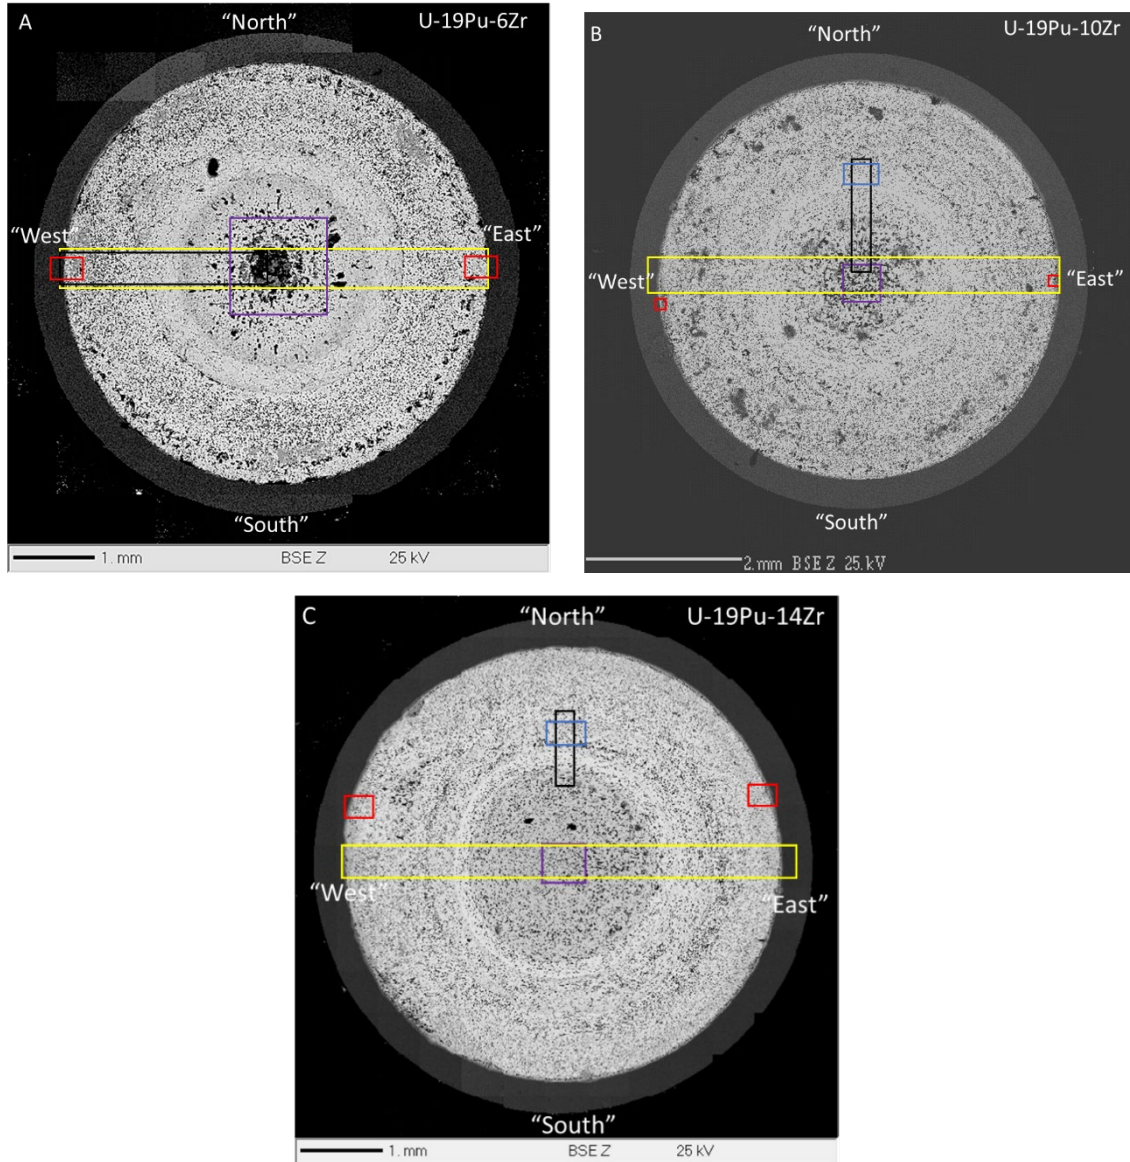 A
"North"
U-19Pu-6Zr
"West"
"East"
"South"
1. mm BSE Z 25 kV
B
"North"
U-19Pu-10Zr
"West"
"East"
"South"
2. mm BSE Z 25. kV
C
"North"
U-19Pu-14Zr
"West"
"East"
"South"
1. mm BSE Z 25 kV